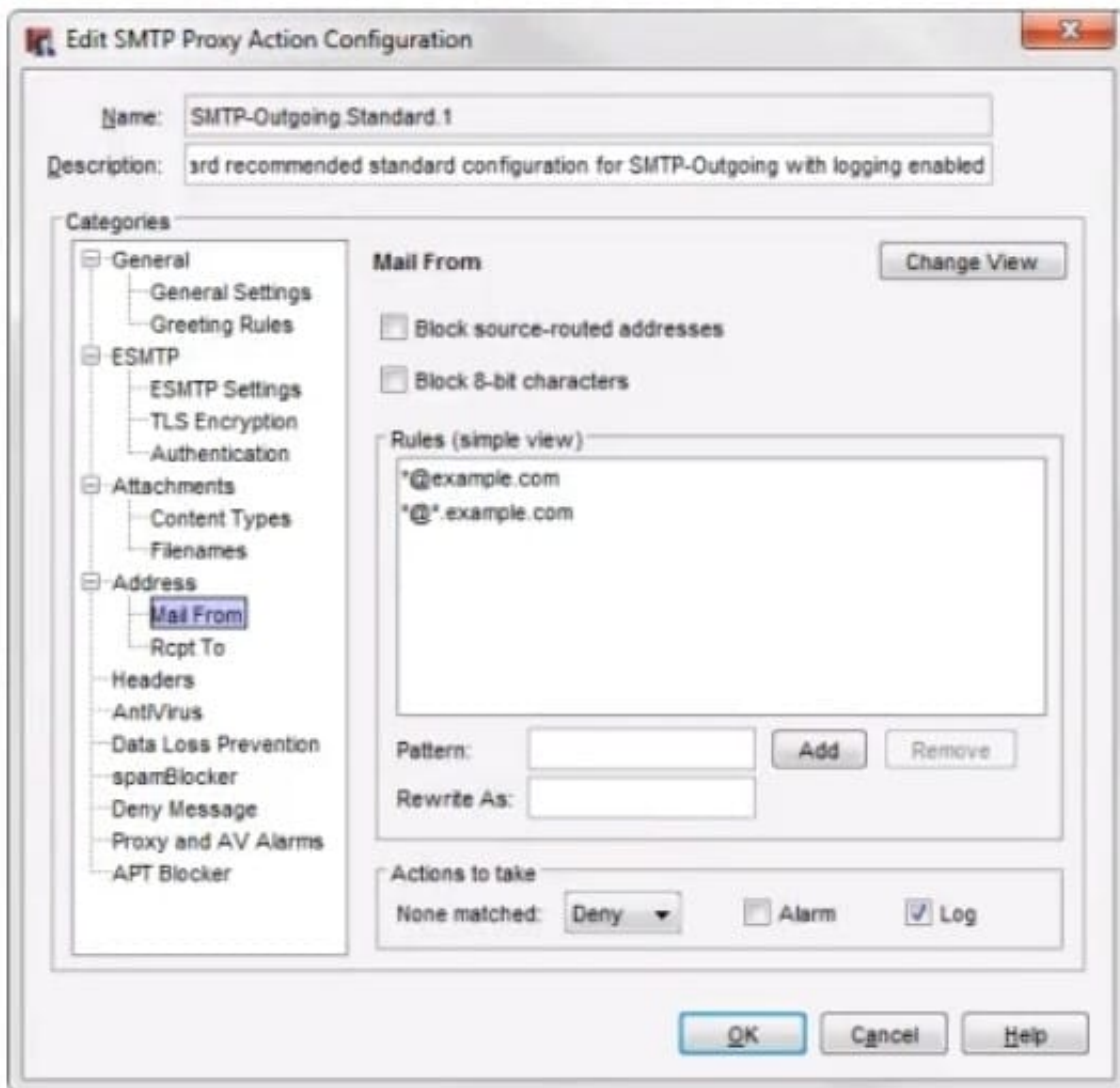 Edit SMTP Proxy Action Configuration
Name: SMTP-Outgoing.Standard.1
Description: ard recommended standard configuration for SMTP-Outgoing with logging enabled
Categories
General
General Settings
Greeting Rules
ESMTP
ESMTP Settings
TLS Encryption
Authentication
Attachments
Content Types
Filenames
Address
Mail From
Rcpt To
Headers
AntiVirus
Data Loss Prevention
spamBlocker
Deny Message
Proxy and AV Alarms
APT Blocker
Mail From
Change View
Block source-routed addresses
Block 8-bit characters
Rules (simple view)
*@example.com
*@*.example.com
Pattern:
Add
Remove
Rewrite As:
Actions to take
None matched: Deny
Alarm
Log
OK
Cancel
Help